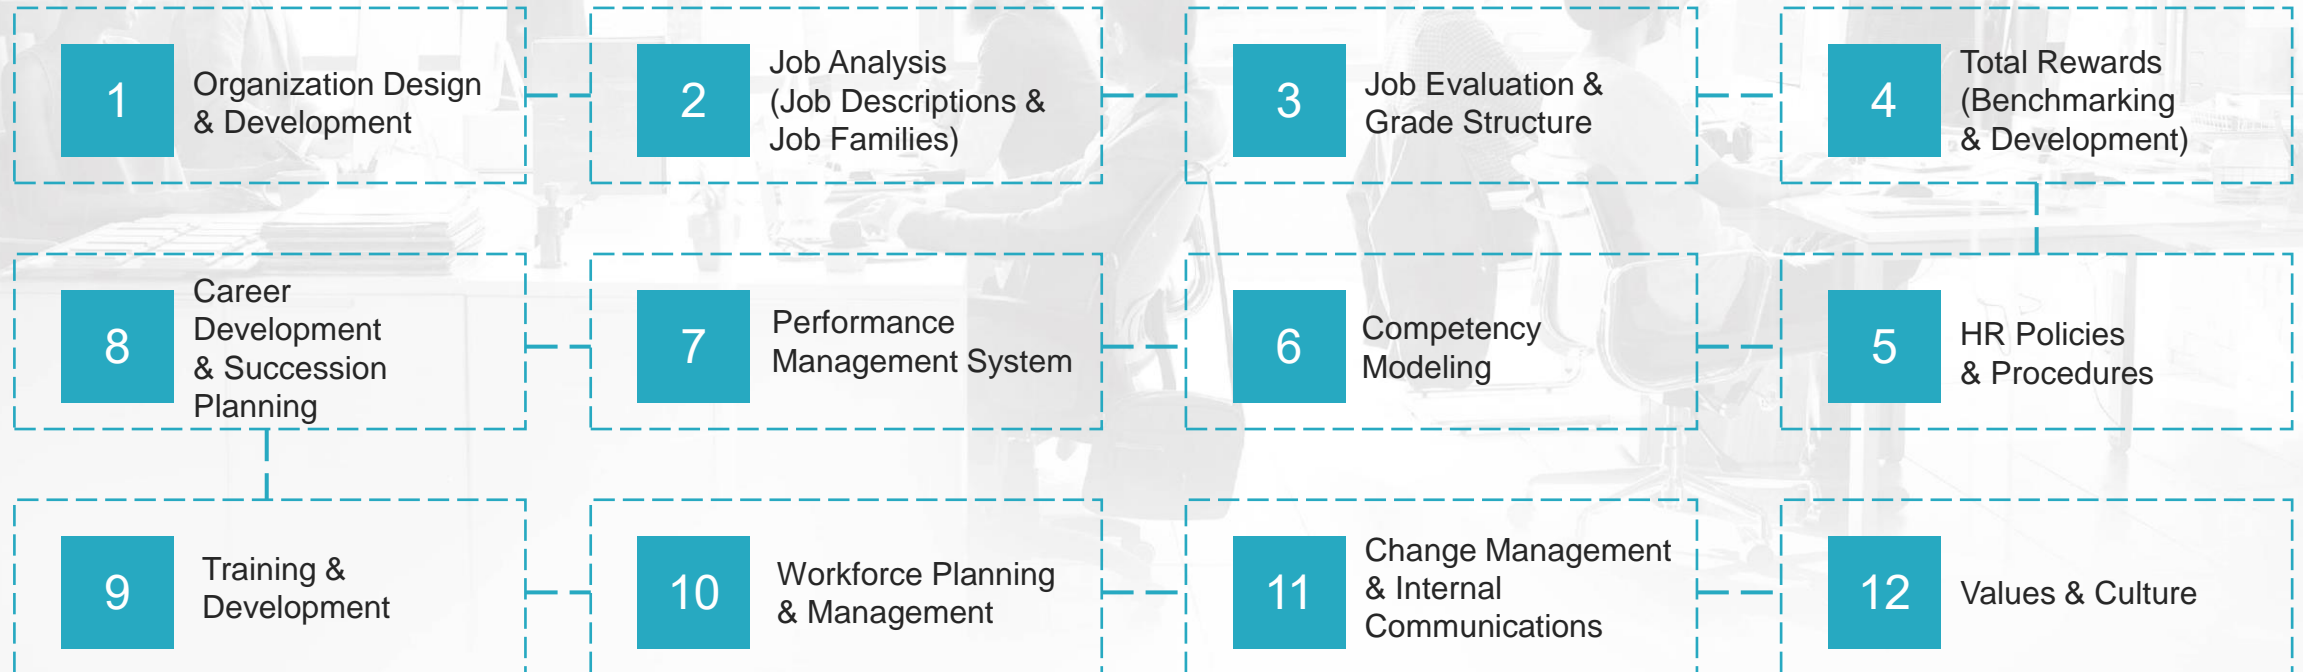 1
Organization Design
& Development
2
Job Analysis
(Job Descriptions &
Job Families)
3
Job Evaluation &
Grade Structure
4
Total Rewards
(Benchmarking
& Development)
5
HR Policies
& Procedures
6
Competency
Modeling
7
Performance
Management System
8
Career
Development
& Succession
Planning
9
Training &
Development
10
Workforce Planning
& Management
11
Change Management
& Internal
Communications
12
Values & Culture